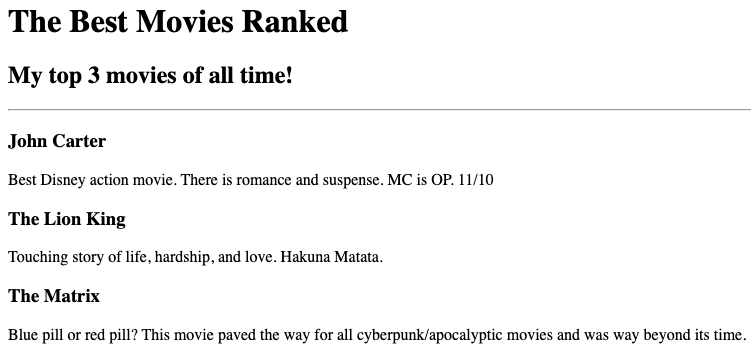 The Best Movies Ranked
My top 3 movies of all time!
John Carter
Best Disney action movie. There is romance and suspense. MC is OP. 11/10
The Lion King
Touching story of life, hardship, and love. Hakuna Matata.
The Matrix
Blue pill or red pill? This movie paved the way for all cyberpunk/apocalyptic movies and was way beyond its time.